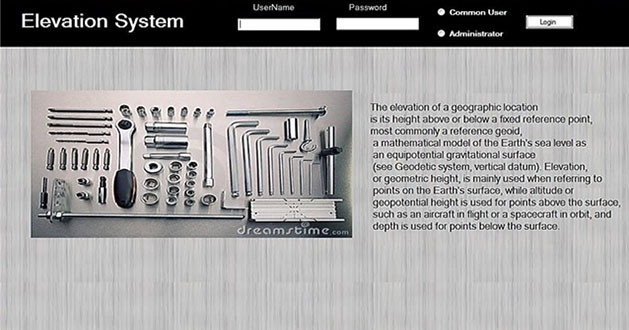 Elevation System
UserName
Password
Common User
Administrator
Login
The elevation of a geographic location
is its height above or below a fixed reference point,
most commonly a reference geoid,
a mathematical model of the Earth's sea level as
an equipotential gravitational surface
(see Geodetic system, vertical datum). Elevation,
or geometric height, is mainly used when referring to
points on the Earth's surface, while altitude or
geopotential height is used for points above the surface,
such as an aircraft in flight or a spacecraft in orbit, and
depth is used for points below the surface.
dreamstime.com